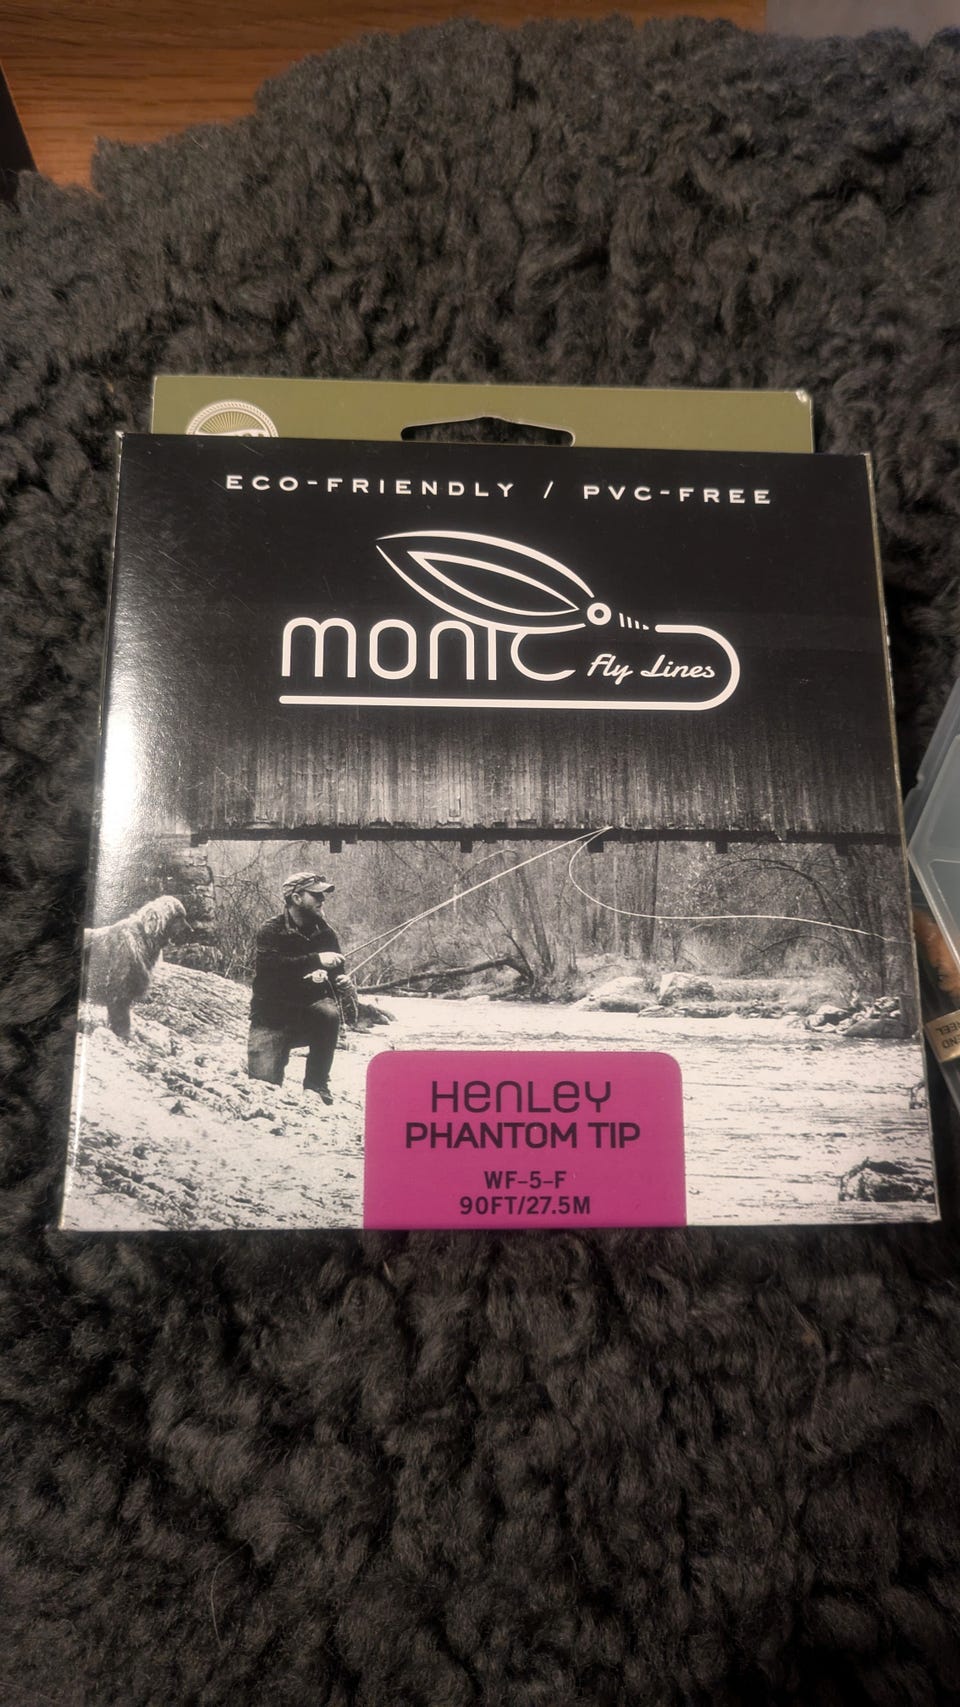 ECO-FRIENDLY / PVC-FREE
monic
Fly Lines
HENLEY
PHANTOM TIP
WF-5-F
90FT/27.5M